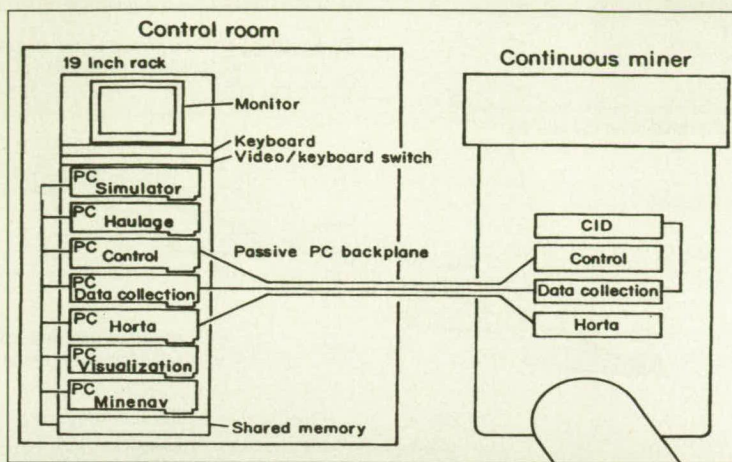 Control room
19 Inch rack
Monitor
Keyboard
Video/keyboard switch
PC Simulator
PC Haulage
PC Control
PC Data collection
PC Horta
PC Visualization
PC Minenav
Shared memory
Passive PC backplane
Continuous miner
CID
Control
Data collection
Horta